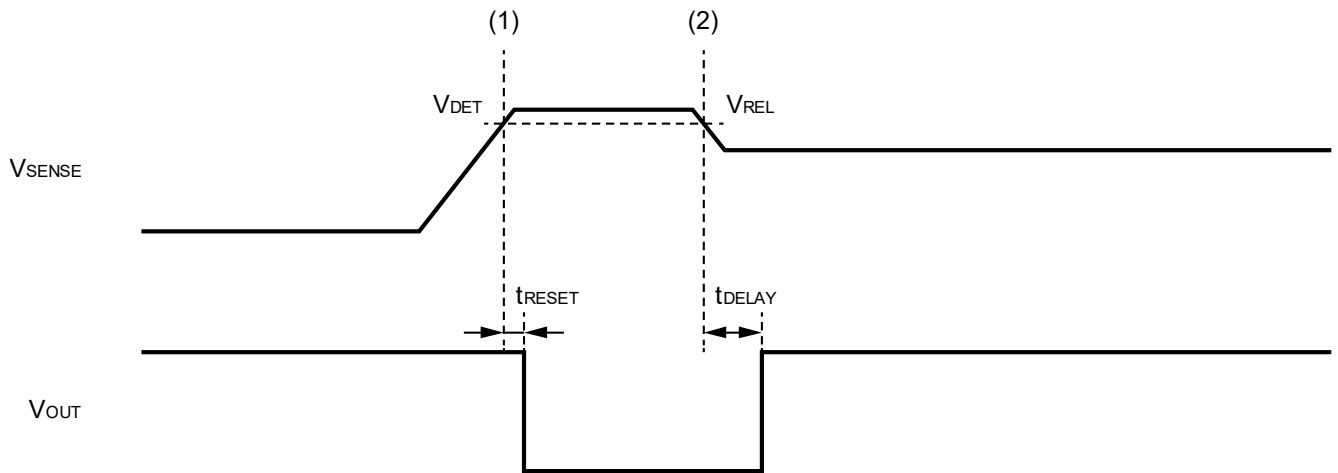 (1) (2)
VDET VREL
VSENSE
tRESET tDELAY
VOUT